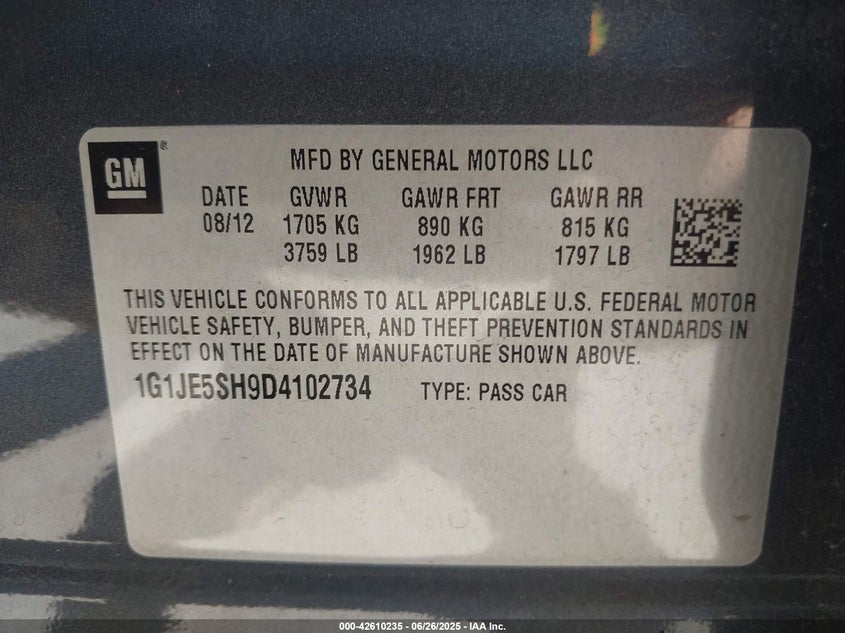 GM®
MFD BY GENERAL MOTORS LLC
DATE GVWR GAWR FRT GAWR RR
08/12 1705 KG 890 KG 815 KG
3759 LB 1962 LB 1797 LB
THIS VEHICLE CONFORMS TO ALL APPLICABLE U.S. FEDERAL MOTOR
VEHICLE SAFETY, BUMPER, AND THEFT PREVENTION STANDARDS IN
EFFECT ON THE DATE OF MANUFACTURE SHOWN ABOVE.
1G1JE5SH9D4102734 TYPE: PASS CAR
000-42610235 - 06/26/2025 - IAA Inc.